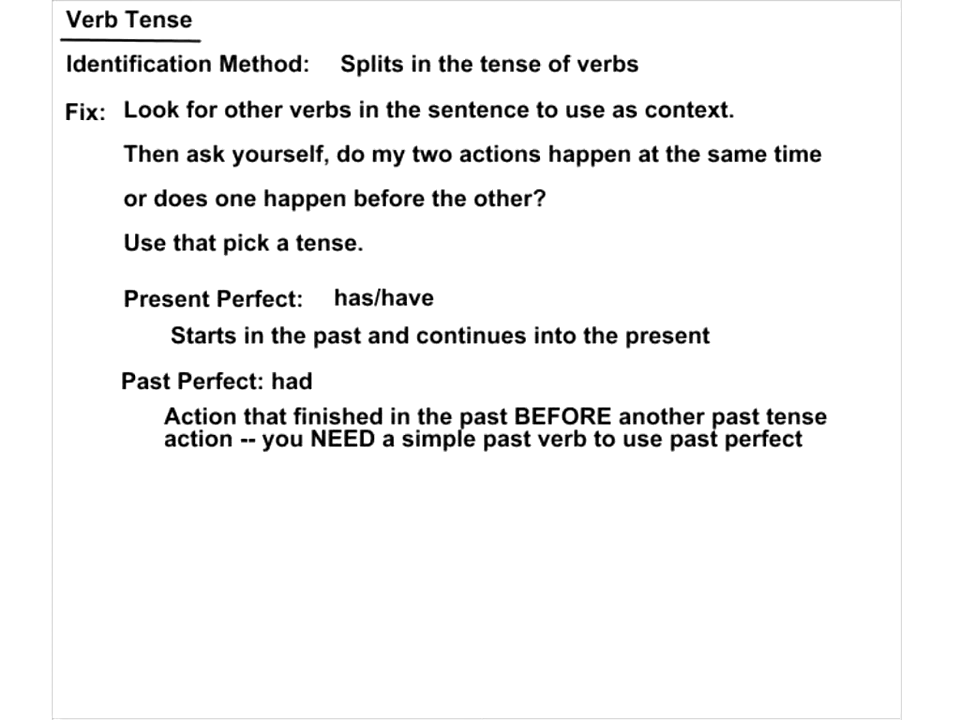 Verb Tense
Identification Method: Splits in the tense of verbs
Fix: Look for other verbs in the sentence to use as context.
Then ask yourself, do my two actions happen at the same time
or does one happen before the other?
Use that pick a tense.
Present Perfect: has/have
Starts in the past and continues into the present
Past Perfect: had
Action that finished in the past BEFORE another past tense
action -- you NEED a simple past verb to use past perfect